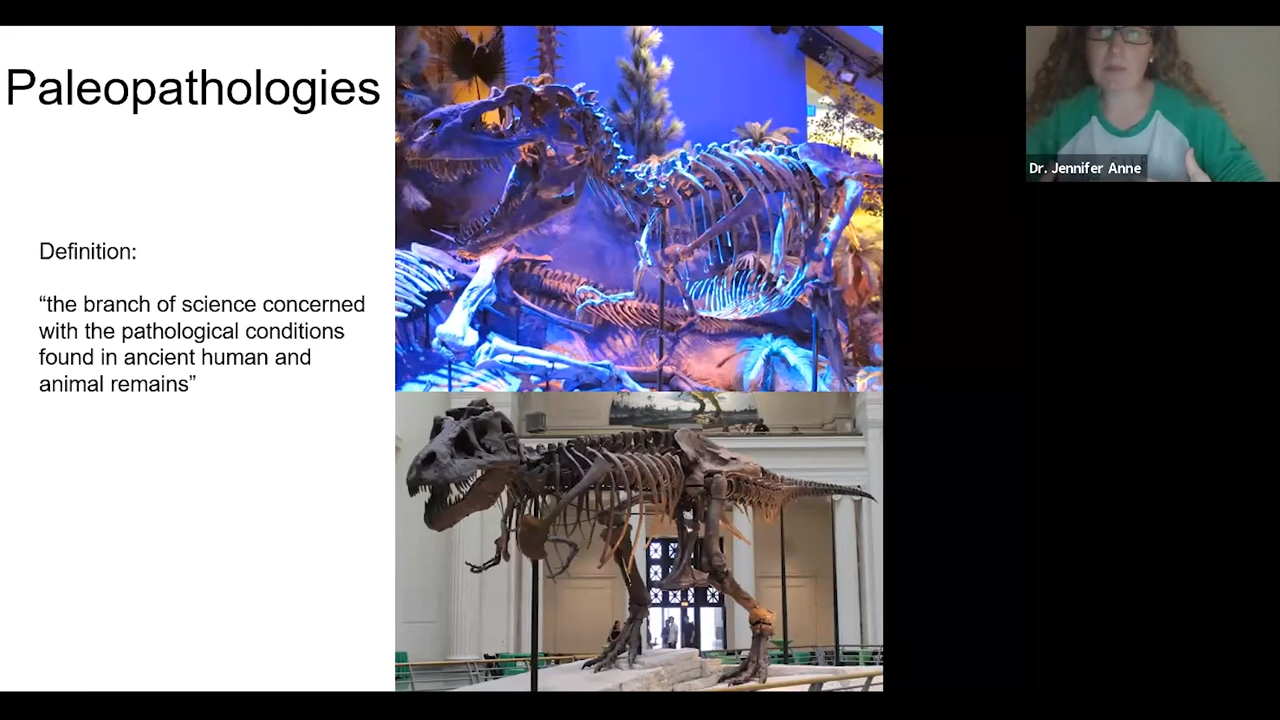 Paleopathologies
Definition:
“the branch of science concerned
with the pathological conditions
found in ancient human and
animal remains”
Dr. Jennifer Anne